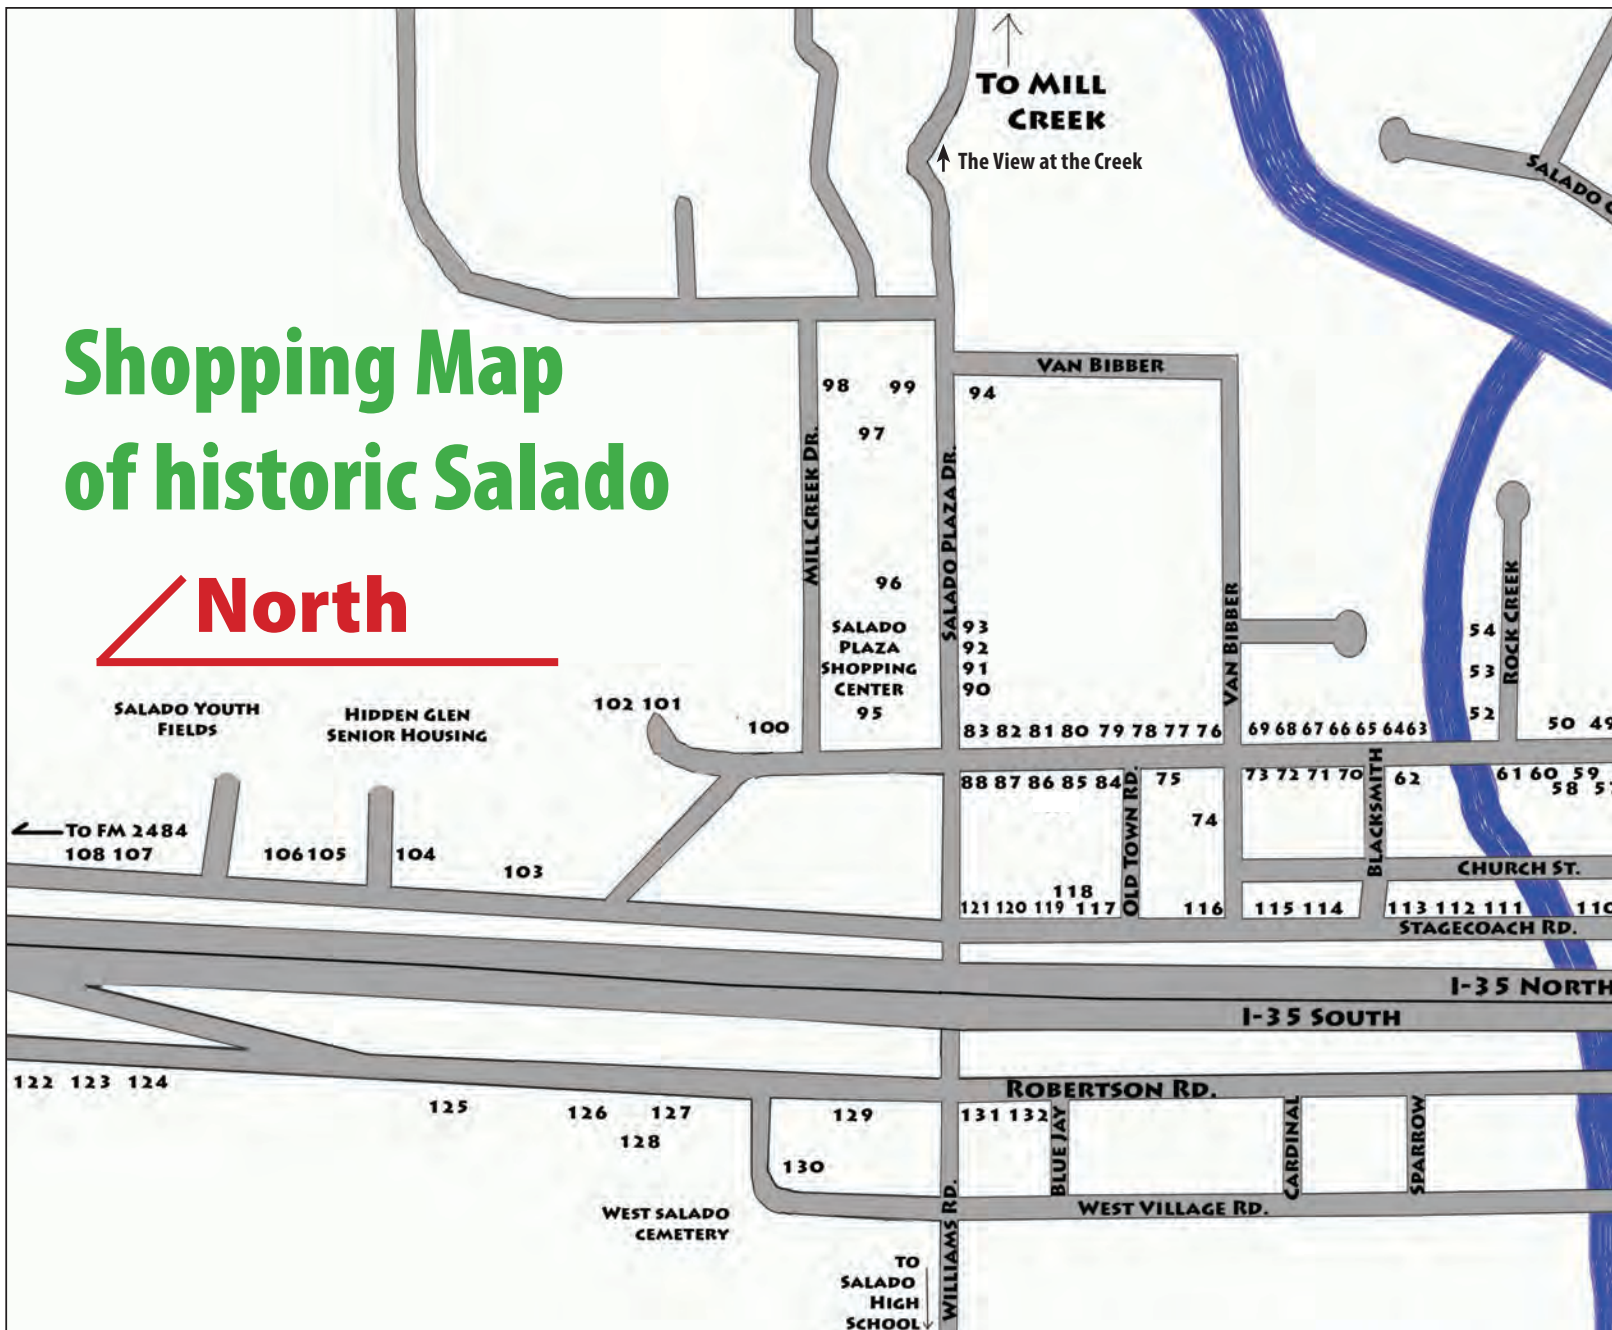 TO MILL
CREEK
The View at the Creek
SALADO C
Shopping Map
of historic Salado
North
VAN BIBBER
98 99 94
97
MILL CREEK DR.
SALADO PLAZA DR.
96
SALADO
PLAZA
SHOPPING
CENTER
95
93
92
91
90
VAN BIBBER
54
53
52
ROCK CREEK
SALADO YOUTH
FIELDS
HIDDEN GLEN
SENIOR HOUSING
102 101
100
83 82 81 80 79 78 77 76
69 68 67 66 65 64 63
50 49
88 87 86 85 84
75
73 72 71 70
62
61 60 59
58 57
74
OLD TOWN RD.
BLACKSMITH
TO FM 2484
108 107
106 105
104
103
CHURCH ST.
118
121 120 119 117
116
115 114
113 112 111
110
STAGECOACH RD.
I-35 NORTH
I-35 SOUTH
122 123 124
125
126 127
128
129
130
ROBERTSON RD.
131 132
BLUE JAY
CARDINAL
SPARROW
WEST VILLAGE RD.
WEST SALADO
CEMETERY
WILLIAMS RD.
TO
SALADO
HIGH
SCHOOL